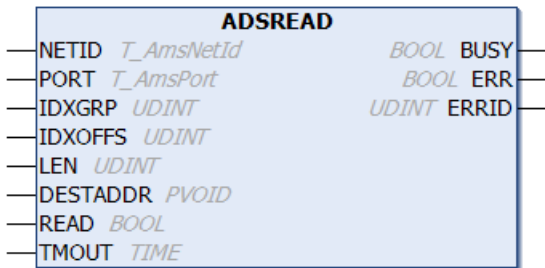 ADSREAD
NETID T_AmsNetId BOOL BUSY
PORT T_AmsPort BOOL ERR
IDXGRP UDINT UDINT ERRID
IDXOFFS UDINT
LEN UDINT
DESTADDR PVOID
READ BOOL
TMOUT TIME